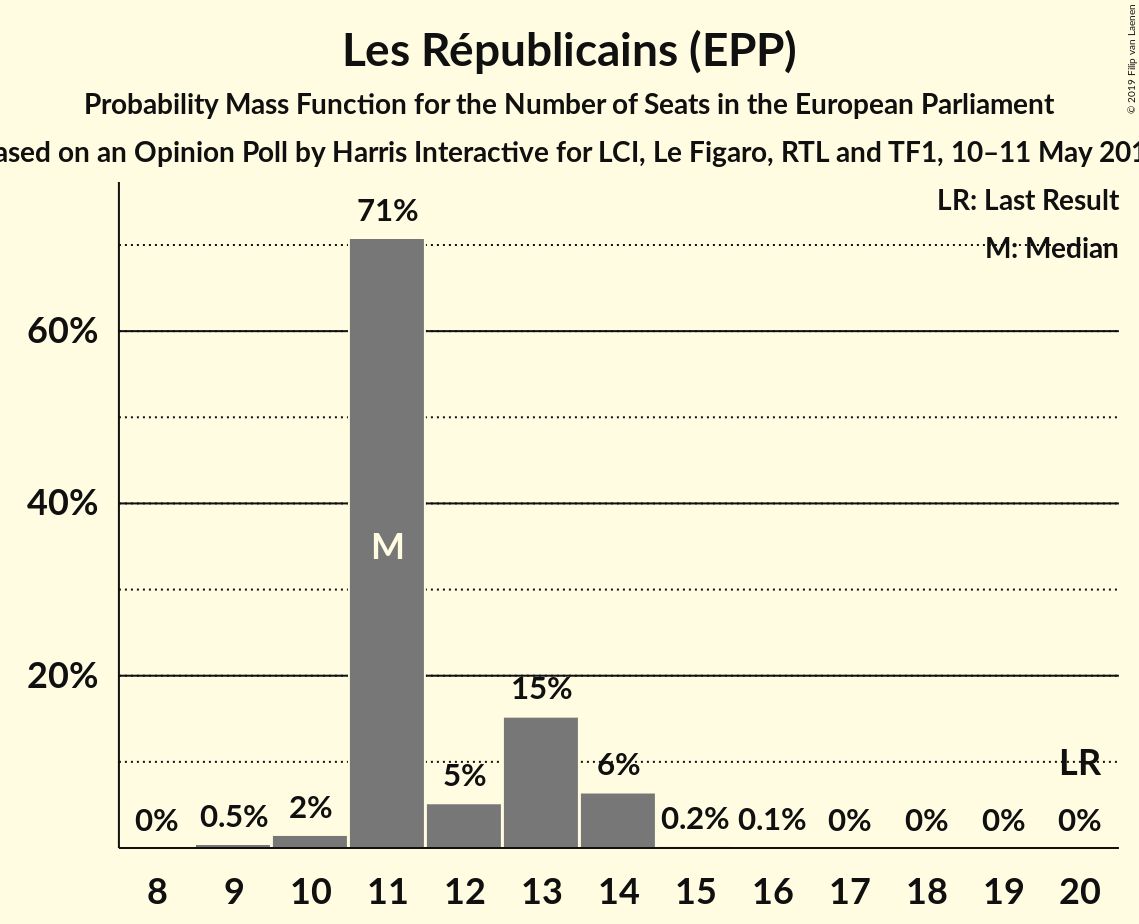 Les Républicains (EPP)
Probability Mass Function for the Number of Seats in the European Parliament
on an Opinion Poll by Harris Interactive for LCI, Le Figaro, RTL and TF1, 10–11 May
© 2019 Filip van Laenen
LR: Last Result
M: Median
71%
60%
40%
M
20%
15%
LR
6%
5%
2%
0% 0.5% 0.2% 0.1% 0% 0% 0% 0%
8 9 10 11 12 13 14 15 16 17 18 19 20